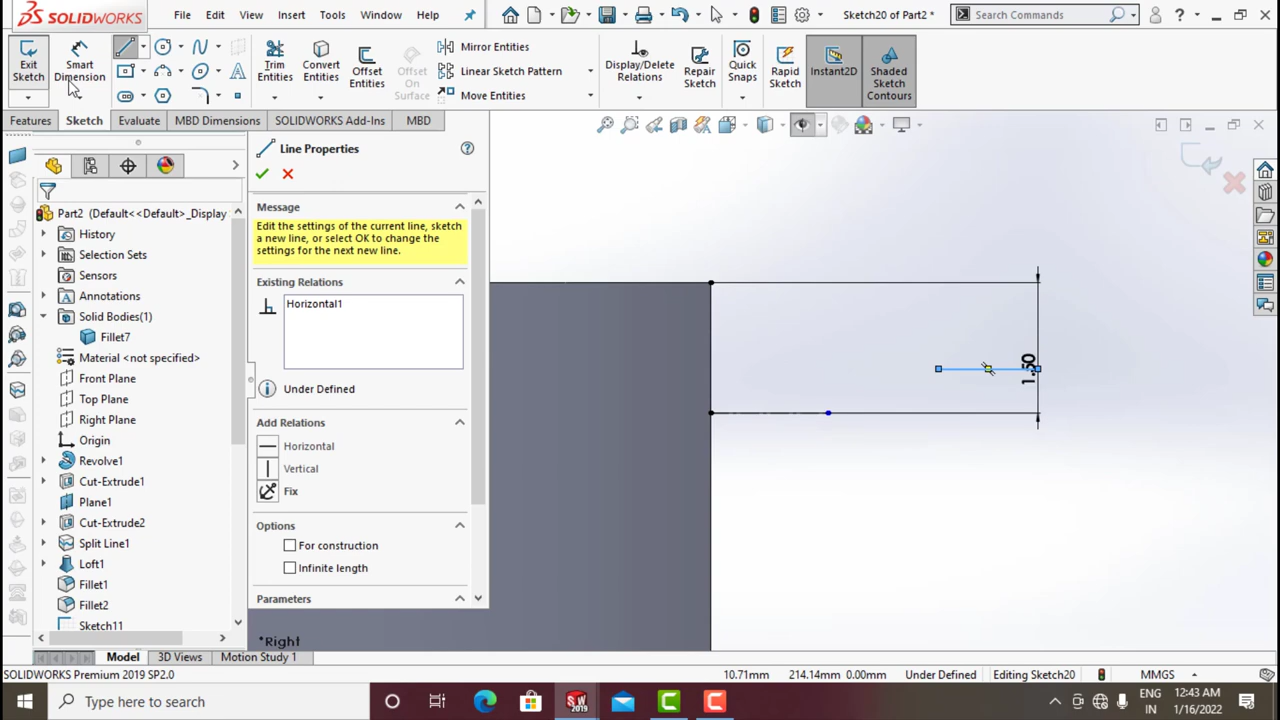 SOLIDWORKS
File Edit View Insert Tools Window
Sketch20 of Part2 *
Search Commands
?
Exit Sketch
Smart Dimension
Trim Entities
Convert Entities
Offset Entities
Offset On Surface
Mirror Entities
Linear Sketch Pattern
Move Entities
Display/Delete Relations
Repair Sketch
Quick Snaps
Rapid Sketch
Instant2D
Shaded Sketch Contours
Features Sketch Evaluate MBD Dimensions SOLIDWORKS Add-Ins MBD
Part2 (Default<<Default>_Display
History
Selection Sets
Sensors
Annotations
Solid Bodies(1)
Fillet7
Material <not specified>
Front Plane
Top Plane
Right Plane
Origin
Revolve1
Cut-Extrude1
Plane1
Cut-Extrude2
Split Line1
Loft1
Fillet1
Fillet2
Sketch11
Line Properties
Message
Edit the settings of the current line, sketch
a new line, or select OK to change the
settings for the next new line.
Existing Relations
Horizontal1
Under Defined
Add Relations
Horizontal
Vertical
Fix
Options
For construction
Infinite length
Parameters
1.50
*Right
Model 3D Views Motion Study 1
SOLIDWORKS Premium 2019 SP2.0
10.71mm 214.14mm 0.00mm Under Defined Editing Sketch20 MMGS
Type here to search
SW
2019
ENG
IN
12:43 AM
1/16/2022